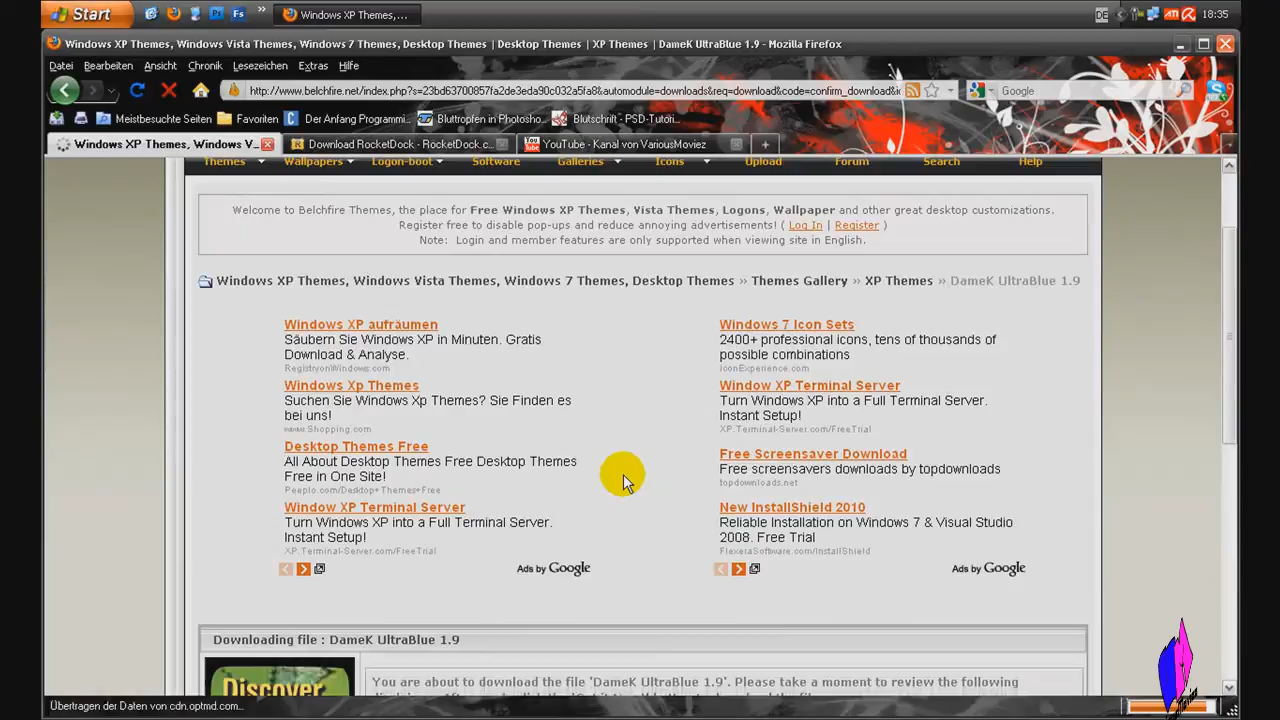 Start
Windows XP Themes,...
DE
18:35
Windows XP Themes, Windows Vista Themes, Windows 7 Themes, Desktop Themes | Desktop Themes | XP Themes | DameK UltraBlue 1.9 - Mozilla Firefox
Datei Bearbeiten Ansicht Chronik Lesezeichen Extras Hilfe
http://www.belchfire.net/index.php?s=23bd63700857fa2e3eda90c032a5fa8&automodule=downloads&req=download&code=confirm_download&
Google
Meistbesuchte Seiten Favoriten Der Anfang Programmi... Bluttropfen in Photosho... Blutschrift - PSD-Tutori...
Windows XP Themes, Windows V... Download RocketDock - RocketDock.c... YouTube - Kanal von VariousMoviez
Themes Wallpapers Logon-boot Software Galleries Icons Upload Forum Search Help
Welcome to Belchfire Themes, the place for Free Windows XP Themes, Vista Themes, Logons, Wallpaper and other great desktop customizations.
Register free to disable pop-ups and reduce annoying advertisements! ( Log In | Register )
Note: Login and member features are only supported when viewing site in English.
Windows XP Themes, Windows Vista Themes, Windows 7 Themes, Desktop Themes » Themes Gallery » XP Themes » DameK UltraBlue 1.9
Windows XP aufräumen
Säubern Sie Windows XP in Minuten. Gratis
Download & Analyse.
RegistryonWindows.com
Windows Xp Themes
Suchen Sie Windows Xp Themes? Sie Finden es
bei uns!
www.Shopping.com
Desktop Themes Free
All About Desktop Themes Free Desktop Themes
Free in One Site!
Peeplo.com/Desktop+Themes+Free
Window XP Terminal Server
Turn Windows XP into a Full Terminal Server.
Instant Setup!
XP.Terminal-Server.com/FreeTrial
Ads by Google
Windows 7 Icon Sets
2400+ professional icons, tens of thousands of
possible combinations
IconExperience.com
Window XP Terminal Server
Turn Windows XP into a Full Terminal Server.
Instant Setup!
XP.Terminal-Server.com/FreeTrial
Free Screensaver Download
Free screensavers downloads by topdownloads
topdownloads.net
New InstallShield 2010
Reliable Installation on Windows 7 & Visual Studio
2008. Free Trial
FlexeraSoftware.com/InstallShield
Ads by Google
Downloading file : DameK UltraBlue 1.9
Discover
You are about to download the file 'DameK UltraBlue 1.9'. Please take a moment to review the following
Übertragen der Daten von cdn.optmd.com...